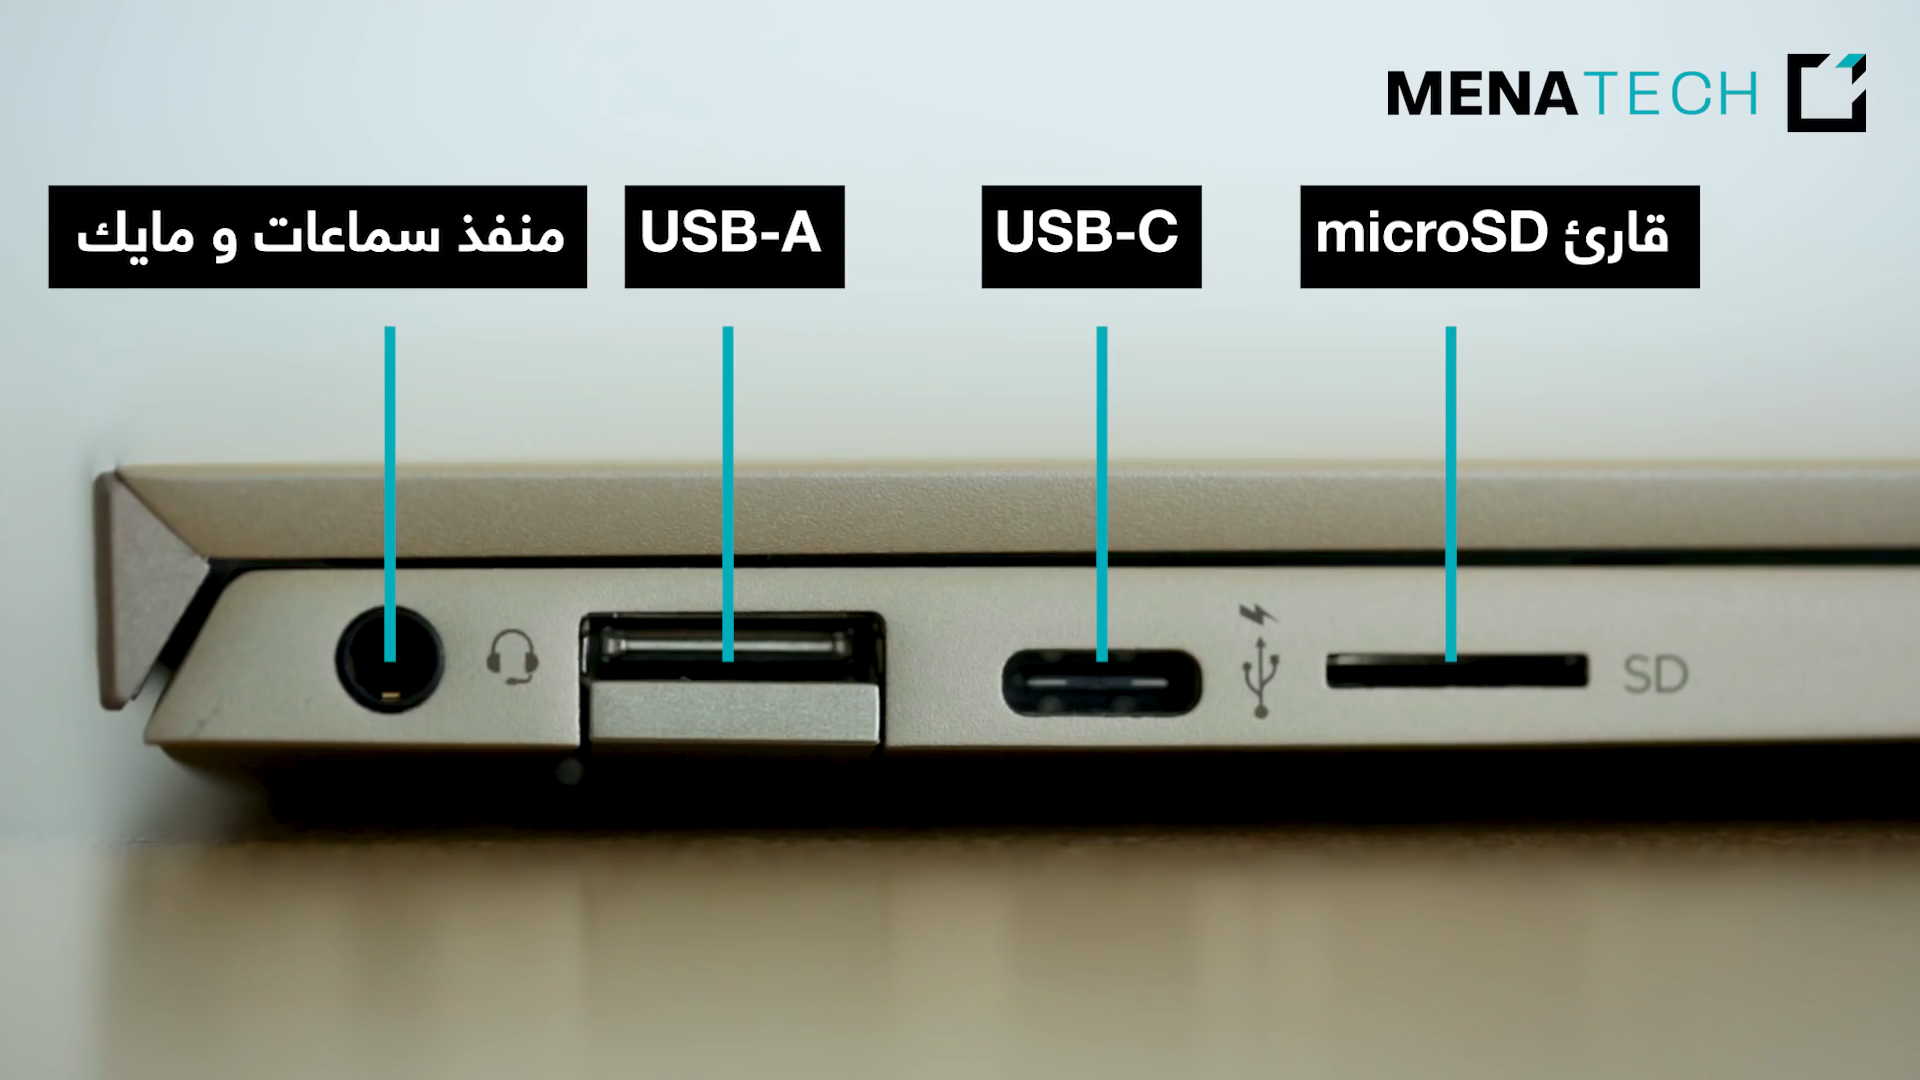 MENATECH
منفذ سماعات و مايك
USB-A
USB-C
قارئ microSD
SD